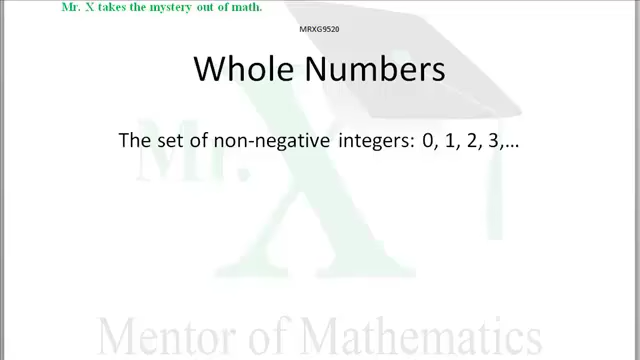 Mr. X takes the mystery out of math.
MRXG9520
Whole Numbers
The set of non-negative integers: 0, 1, 2, 3,...
Mr.
X
Mentor of Mathematics